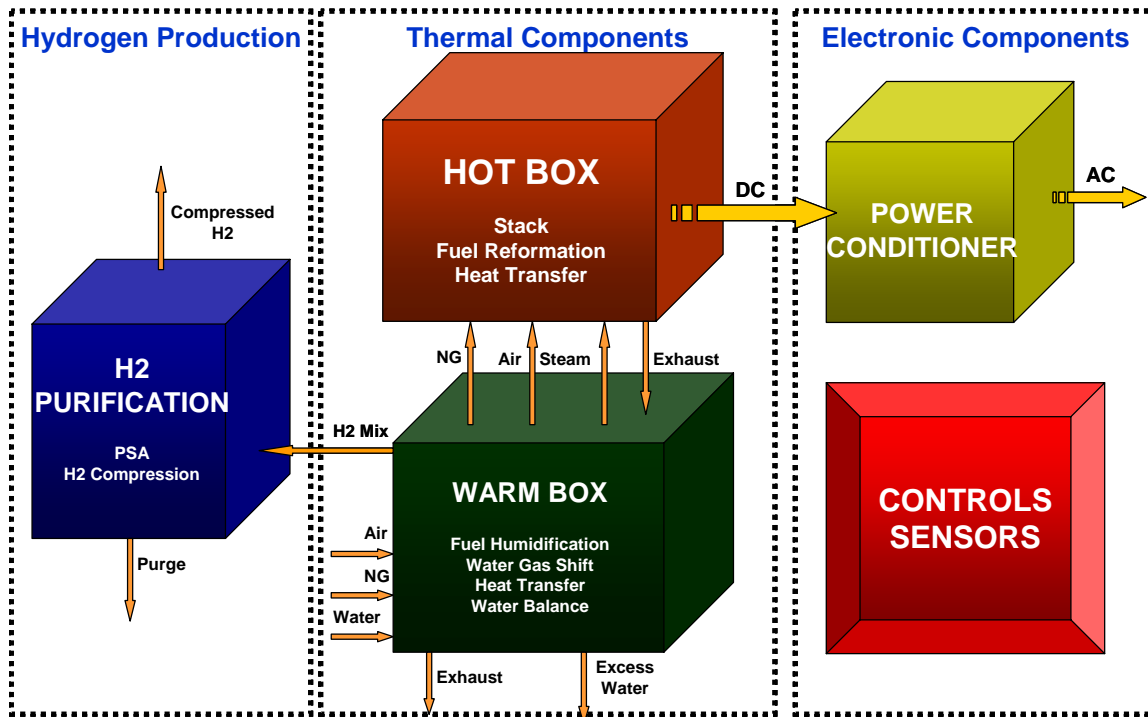 Hydrogen Production
Compressed
H2
H2
PURIFICATION
PSA
H2 Compression
Purge
Thermal Components
HOT BOX
Stack
Fuel Reformation
Heat Transfer
DC
NG
Air
Steam
Exhaust
H2 Mix
WARM BOX
Fuel Humidification
Water Gas Shift
Heat Transfer
Water Balance
Air
NG
Water
Exhaust
Excess
Water
Electronic Components
POWER
CONDITIONER
AC
CONTROLS
SENSORS